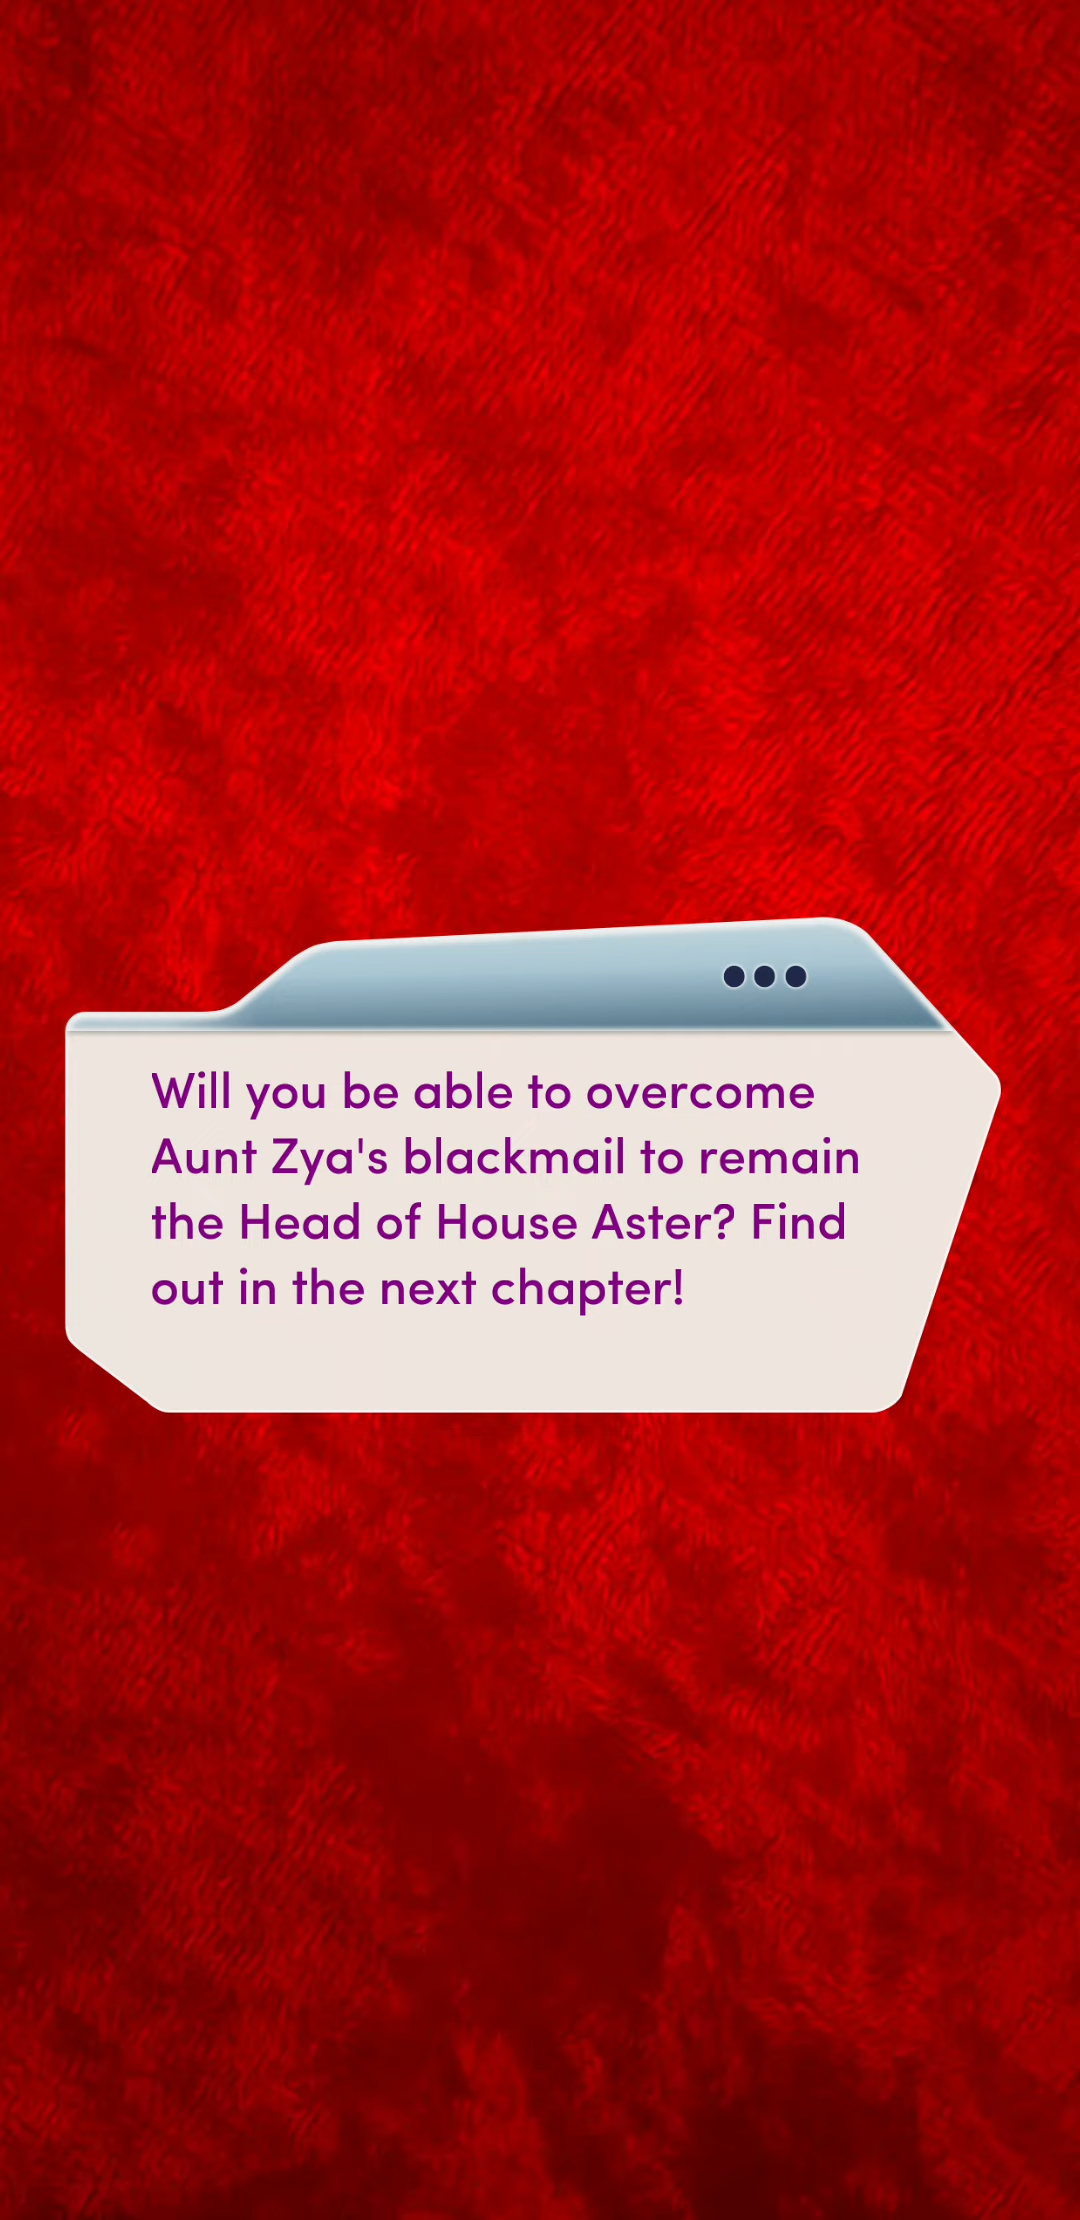 Will you be able to overcome
Aunt Zya's blackmail to remain
the Head of House Aster? Find
out in the next chapter!